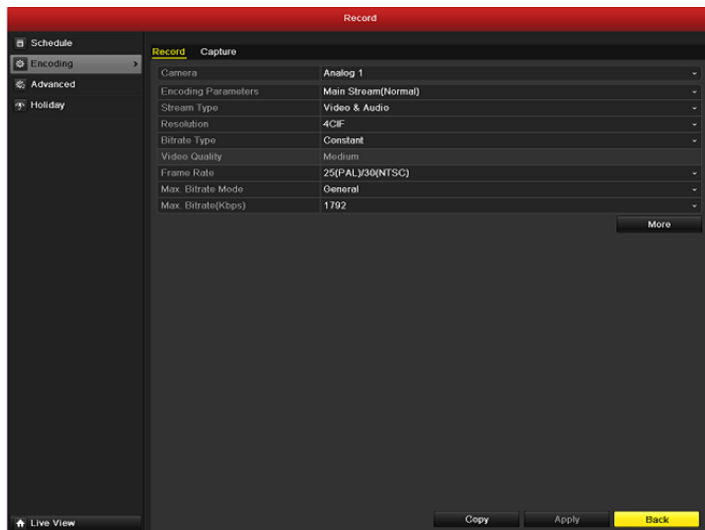 Record
Schedule
Encoding
Advanced
Holiday
Record Capture
Camera Analog 1
Encoding Parameters Main Stream(Normal)
Stream Type Video & Audio
Resolution 4CIF
Bitrate Type Constant
Video Quality Medium
Frame Rate 25(PAL)/30(NTSC)
Max. Bitrate Mode General
Max. Bitrate(Kbps) 1792
More
Live View
Copy Apply Back